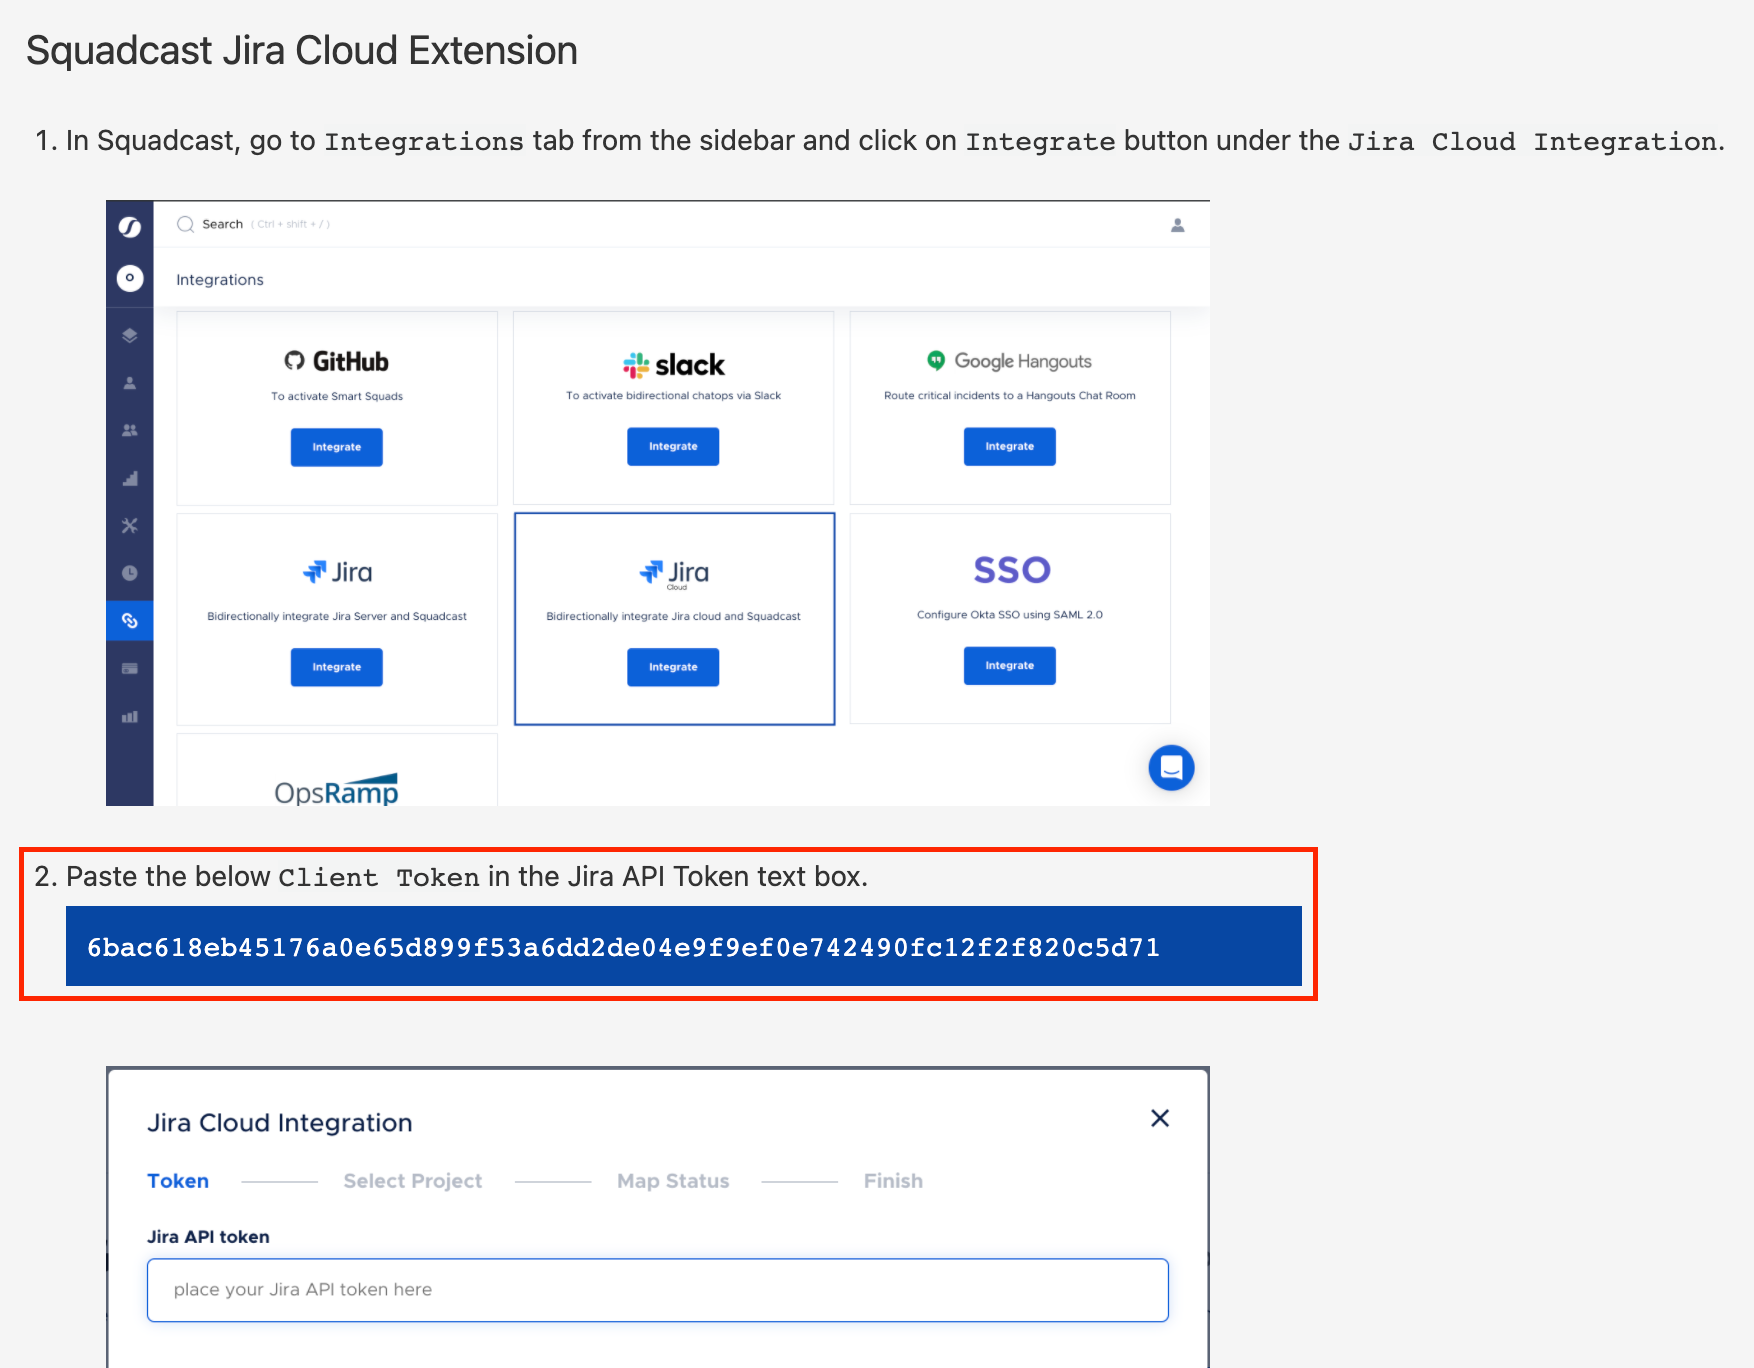 Squadcast Jira Cloud Extension
1. In Squadcast, go to Integrations tab from the sidebar and click on Integrate button under the Jira Cloud Integration.
Search (Ctrl + shift + / )
Integrations
GitHub
To activate Smart Squads
Integrate
slack
To activate bidirectional chatops via Slack
Integrate
Google Hangouts
Route critical incidents to a Hangouts Chat Room
Integrate
Jira
Bidirectionally integrate Jira Server and Squadcast
Integrate
Jira
Cloud
Bidirectionally integrate Jira cloud and Squadcast
Integrate
SSO
Configure Okta SSO using SAML 2.0
Integrate
OpsRamp
2. Paste the below Client Token in the Jira API Token text box.
6bac618eb45176a0e65d899f53a6dd2de04e9f9ef0e742490fc12f2f820c5d71
Jira Cloud Integration
Token Select Project Map Status Finish
Jira API token
place your Jira API token here